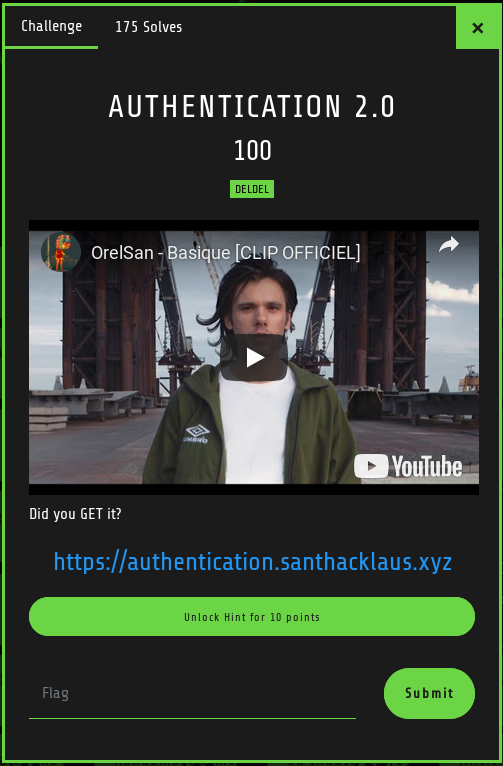 Challenge
175 Solves
×
AUTHENTICATION 2.0
100
DELDEL
OrelSan - Basique [CLIP OFFICIEL]
UMBRO
YouTube
Did you GET it?
https://authentication.santhacklaus.xyz
Unlock Hint for 10 points
Flag
Submit